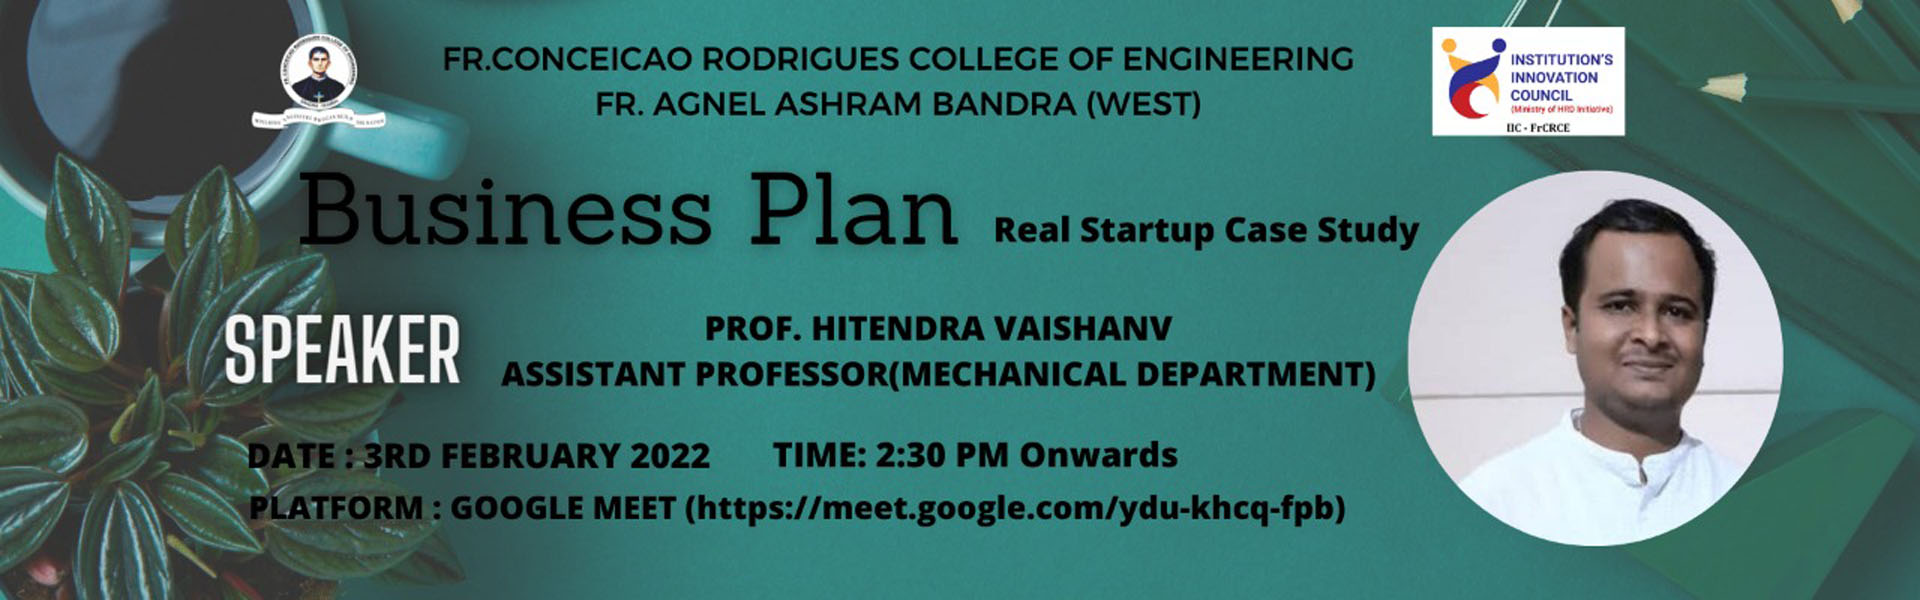 FR.CONCEICAO RODRIGUES COLLEGE OF ENGINEERING
FR. AGNEL ASHRAM BANDRA (WEST)
INSTITUTION'S
INNOVATION
COUNCIL
(Ministry of HRD Initiative)
IIC - FrCRCE
Business Plan Real Startup Case Study
SPEAKER
PROF. HITENDRA VAISHANV
ASSISTANT PROFESSOR(MECHANICAL DEPARTMENT)
DATE : 3RD FEBRUARY 2022 TIME: 2:30 PM Onwards
PLATFORM : GOOGLE MEET (https://meet.google.com/ydu-khcq-fpb)